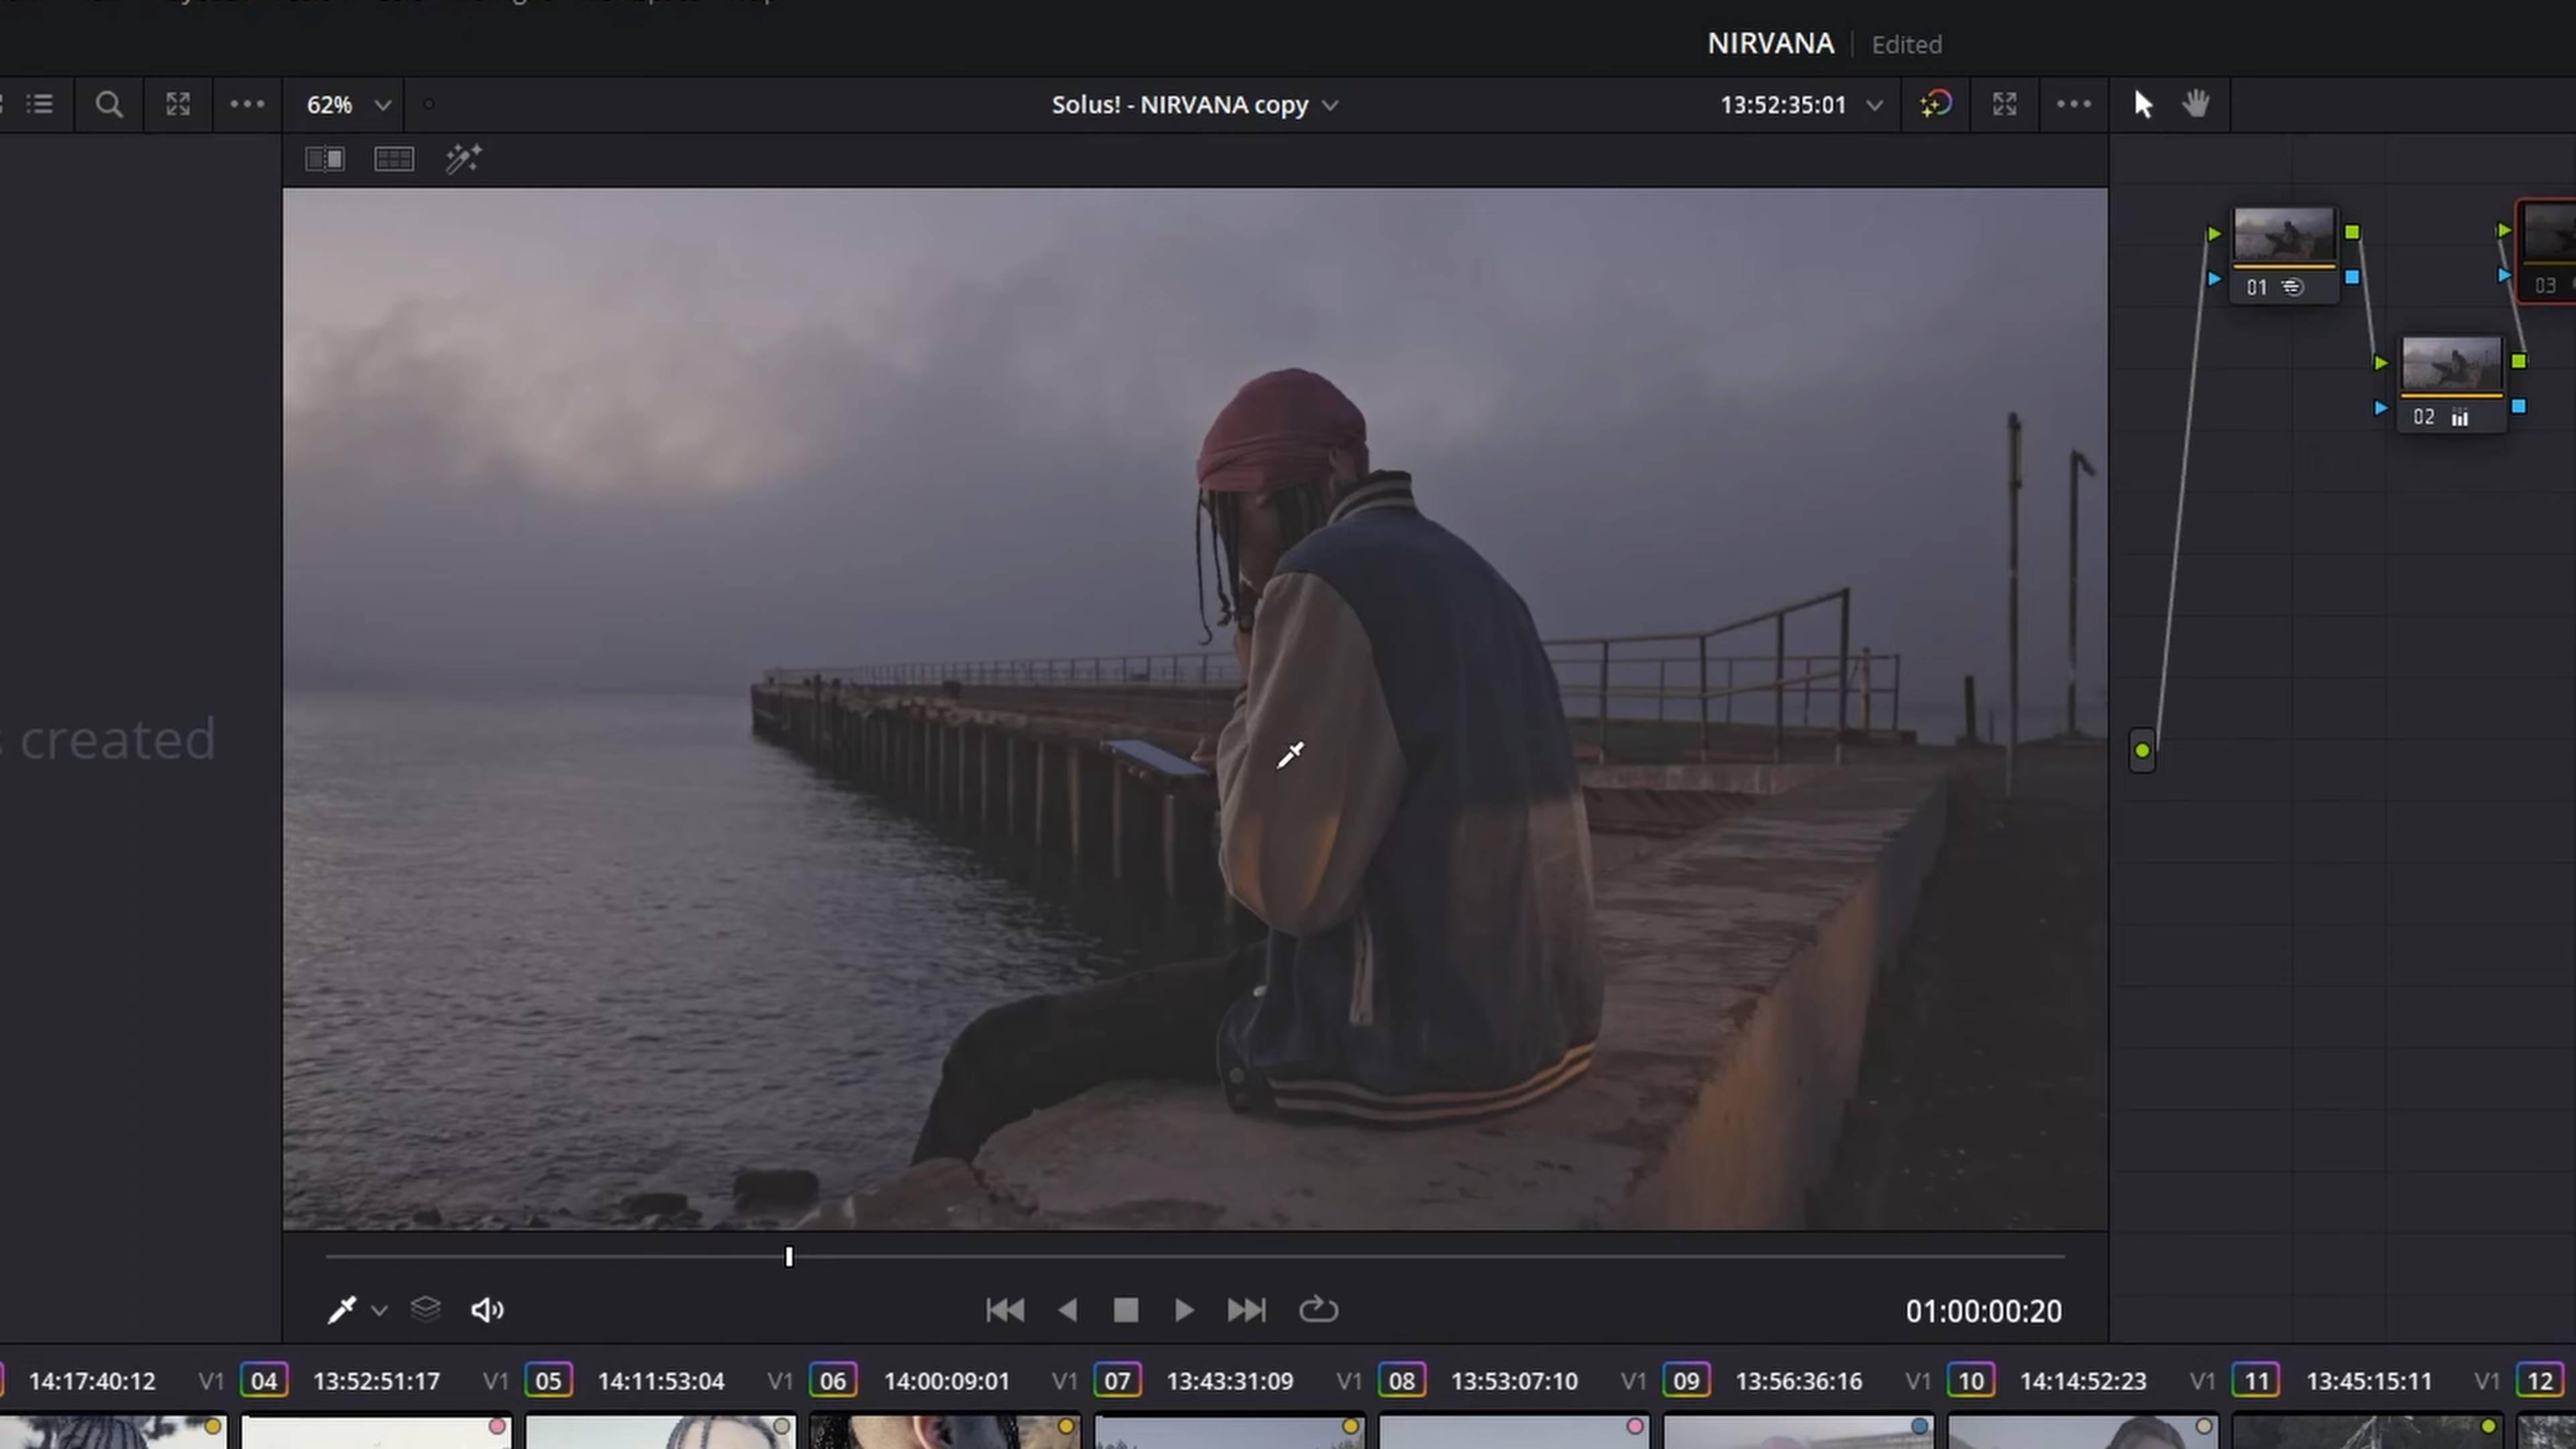 NIRVANA | Edited
62%
Solus! - NIRVANA copy
13:52:35:01
01
03
02
created
01:00:00:20
14:17:40:12 V1
04 13:52:51:17 V1
05 14:11:53:04 V1
06 14:00:09:01 V1
07 13:43:31:09 V1
08 13:53:07:10 V1
09 13:56:36:16 V1
10 14:14:52:23 V1
11 13:45:15:11 V1
12